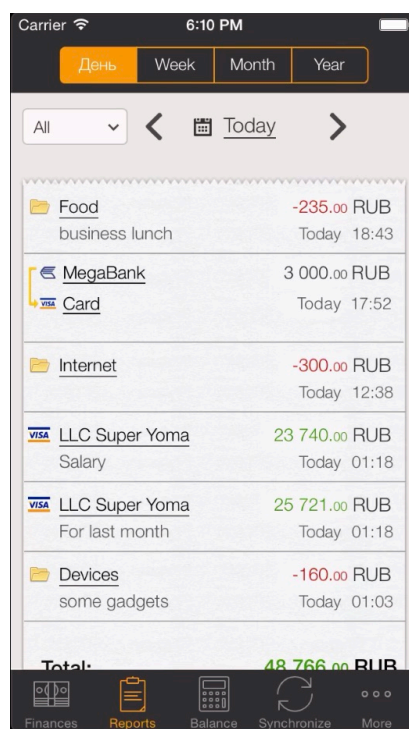 Carrier 6:10 PM
День Week Month Year
All Today
Food -235.00 RUB
business lunch Today 18:43
MegaBank 3 000.00 RUB
VISA Card Today 17:52
Internet -300.00 RUB
Today 12:38
VISA LLC Super Yoma 23 740.00 RUB
Salary Today 01:18
VISA LLC Super Yoma 25 721.00 RUB
For last month Today 01:18
Devices -160.00 RUB
some gadgets Today 01:03
Total: 48 766.00 RUB
Finances Reports Balance Synchronize More